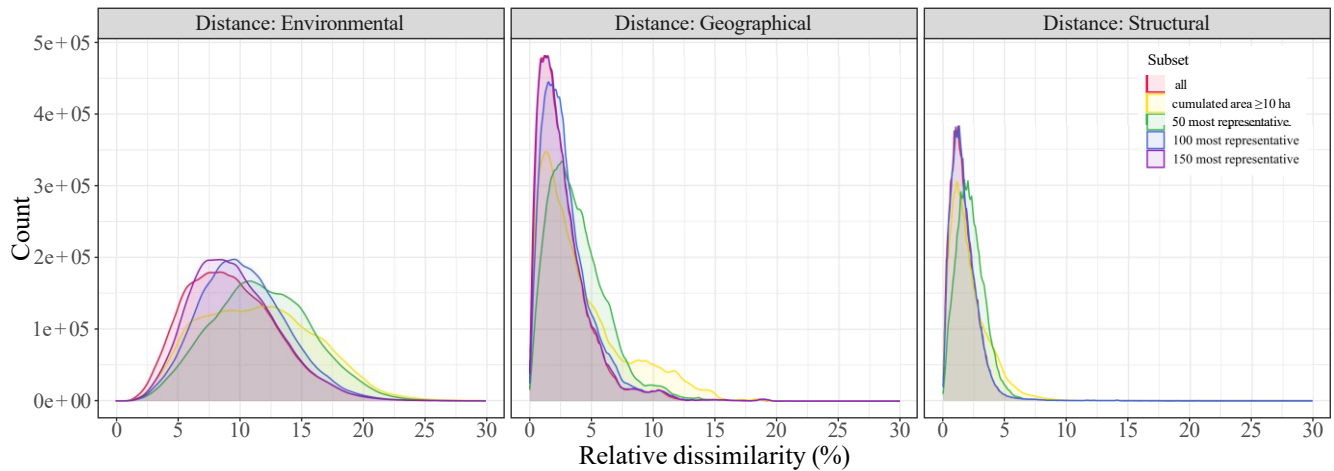 Distance: Environmental
Distance: Geographical
Distance: Structural
5e+05
4e+05
3e+05
2e+05
1e+05
0e+00
Count
Subset
all
cumulated area ≥10 ha
50 most representative.
100 most representative
150 most representative
0 5 10 15 20 25 30
0 5 10 15 20 25 30
0 5 10 15 20 25 30
Relative dissimilarity (%)